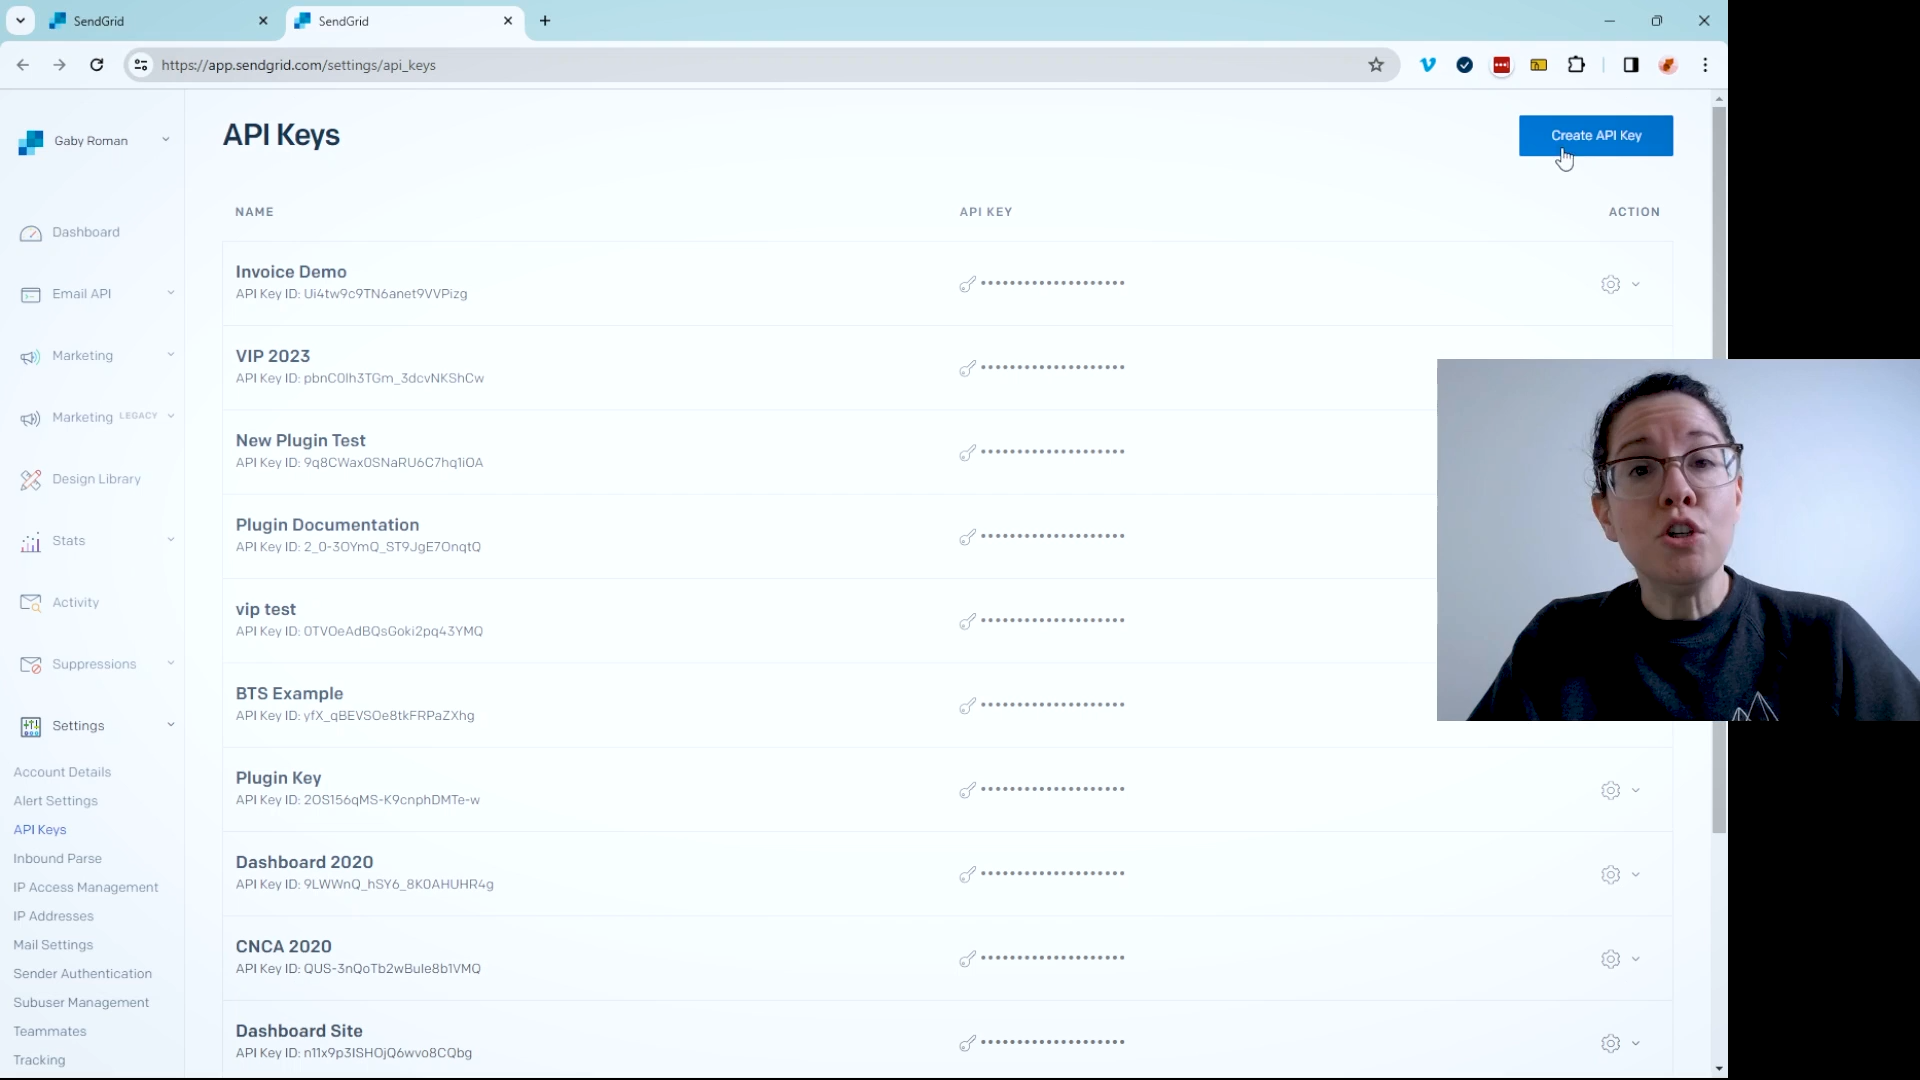 SendGrid
SendGrid
https://app.sendgrid.com/settings/api_keys
Gaby Roman
Dashboard
Email API
Marketing
Marketing LEGACY
Design Library
Stats
Activity
Suppressions
Settings
Account Details
Alert Settings
API Keys
Inbound Parse
IP Access Management
IP Addresses
Mail Settings
Sender Authentication
Subuser Management
Teammates
Tracking
API Keys
Create API Key
NAME API KEY ACTION
Invoice Demo
API Key ID: Ui4tw9c9TN6anet9VVPizg
VIP 2023
API Key ID: pbnC0Ih3TGm_3dcvNKShCw
New Plugin Test
API Key ID: 9q8CWax0SNaRU6C7hq1iOA
Plugin Documentation
API Key ID: 2_0-3OYmQ_ST9JgE7OnqtQ
vip test
API Key ID: OTVOeAdBQsGoki2pq43YMQ
BTS Example
API Key ID: yfX_qBEVSOe8tkFRPaZXhg
Plugin Key
API Key ID: 2OS156qMS-K9cnphDMTe-w
Dashboard 2020
API Key ID: 9LWWnQ_hSY6_8K0AHUHR4g
CNCA 2020
API Key ID: QUS-3nQoTb2wBuIe8b1VMQ
Dashboard Site
API Key ID: n11x9p3ISHOjQ6wvo8CQbg